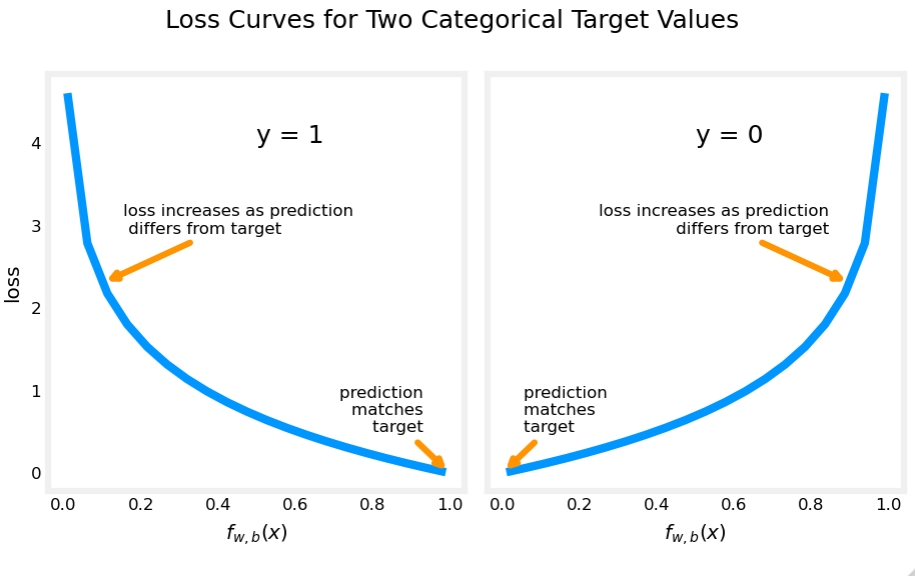 Loss Curves for Two Categorical Target Values
y = 1
loss increases as prediction
differs from target
prediction
matches
target
loss
4
3
2
1
0
0.0 0.2 0.4 0.6 0.8 1.0
f_{w,b}(x)
y = 0
loss increases as prediction
differs from target
prediction
matches
target
0.0 0.2 0.4 0.6 0.8 1.0
f_{w,b}(x)